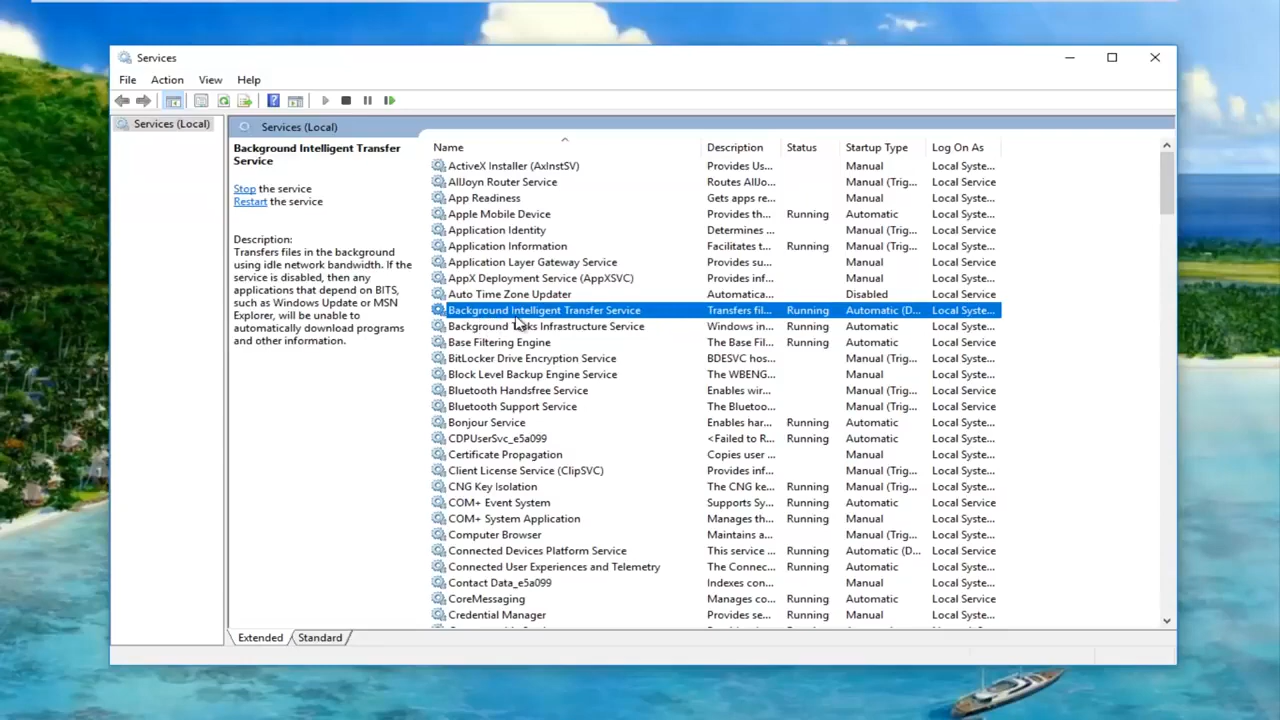 Services
File Action View Help
Services (Local)
Services (Local)
Background Intelligent Transfer
Service
Stop the service
Restart the service
Description:
Transfers files in the background
using idle network bandwidth. If the
service is disabled, then any
applications that depend on BITS,
such as Windows Update or MSN
Explorer, will be unable to
automatically download programs
and other information.
Name Description Status Startup Type Log On As
ActiveX Installer (AxInstSV) Provides Us... Manual Local Syste...
AllJoyn Router Service Routes AllJo... Manual (Trig... Local Service
App Readiness Gets apps re... Manual Local Syste...
Apple Mobile Device Provides th... Running Automatic Local Syste...
Application Identity Determines ... Manual (Trig... Local Service
Application Information Facilitates t... Running Manual (Trig... Local Syste...
Application Layer Gateway Service Provides su... Manual Local Service
AppX Deployment Service (AppXSVC) Provides inf... Manual Local Syste...
Auto Time Zone Updater Automatica... Disabled Local Service
Background Intelligent Transfer Service Transfers fil... Running Automatic (D... Local Syste...
Background Tasks Infrastructure Service Windows in... Running Automatic Local Syste...
Base Filtering Engine The Base Fil... Running Automatic Local Service
BitLocker Drive Encryption Service BDESVC hos... Manual (Trig... Local Syste...
Block Level Backup Engine Service The WBENG... Manual Local Syste...
Bluetooth Handsfree Service Enables wir... Manual (Trig... Local Service
Bluetooth Support Service The Bluetoo... Manual (Trig... Local Service
Bonjour Service Enables har... Running Automatic Local Syste...
CDPUserSvc_e5a099 <Failed to R... Running Automatic Local Syste...
Certificate Propagation Copies user ... Manual Local Syste...
Client License Service (ClipSVC) Provides inf... Manual (Trig... Local Syste...
CNG Key Isolation The CNG ke... Running Manual (Trig... Local Syste...
COM+ Event System Supports Sy... Running Automatic Local Service
COM+ System Application Manages th... Running Manual Local Syste...
Computer Browser Maintains a... Manual (Trig... Local Syste...
Connected Devices Platform Service This service ... Running Automatic (D... Local Service
Connected User Experiences and Telemetry The Connec... Running Automatic Local Syste...
Contact Data_e5a099 Indexes con... Manual Local Syste...
CoreMessaging Manages co... Running Automatic Local Service
Credential Manager Provides se... Running Manual Local Syste...
Extended Standard